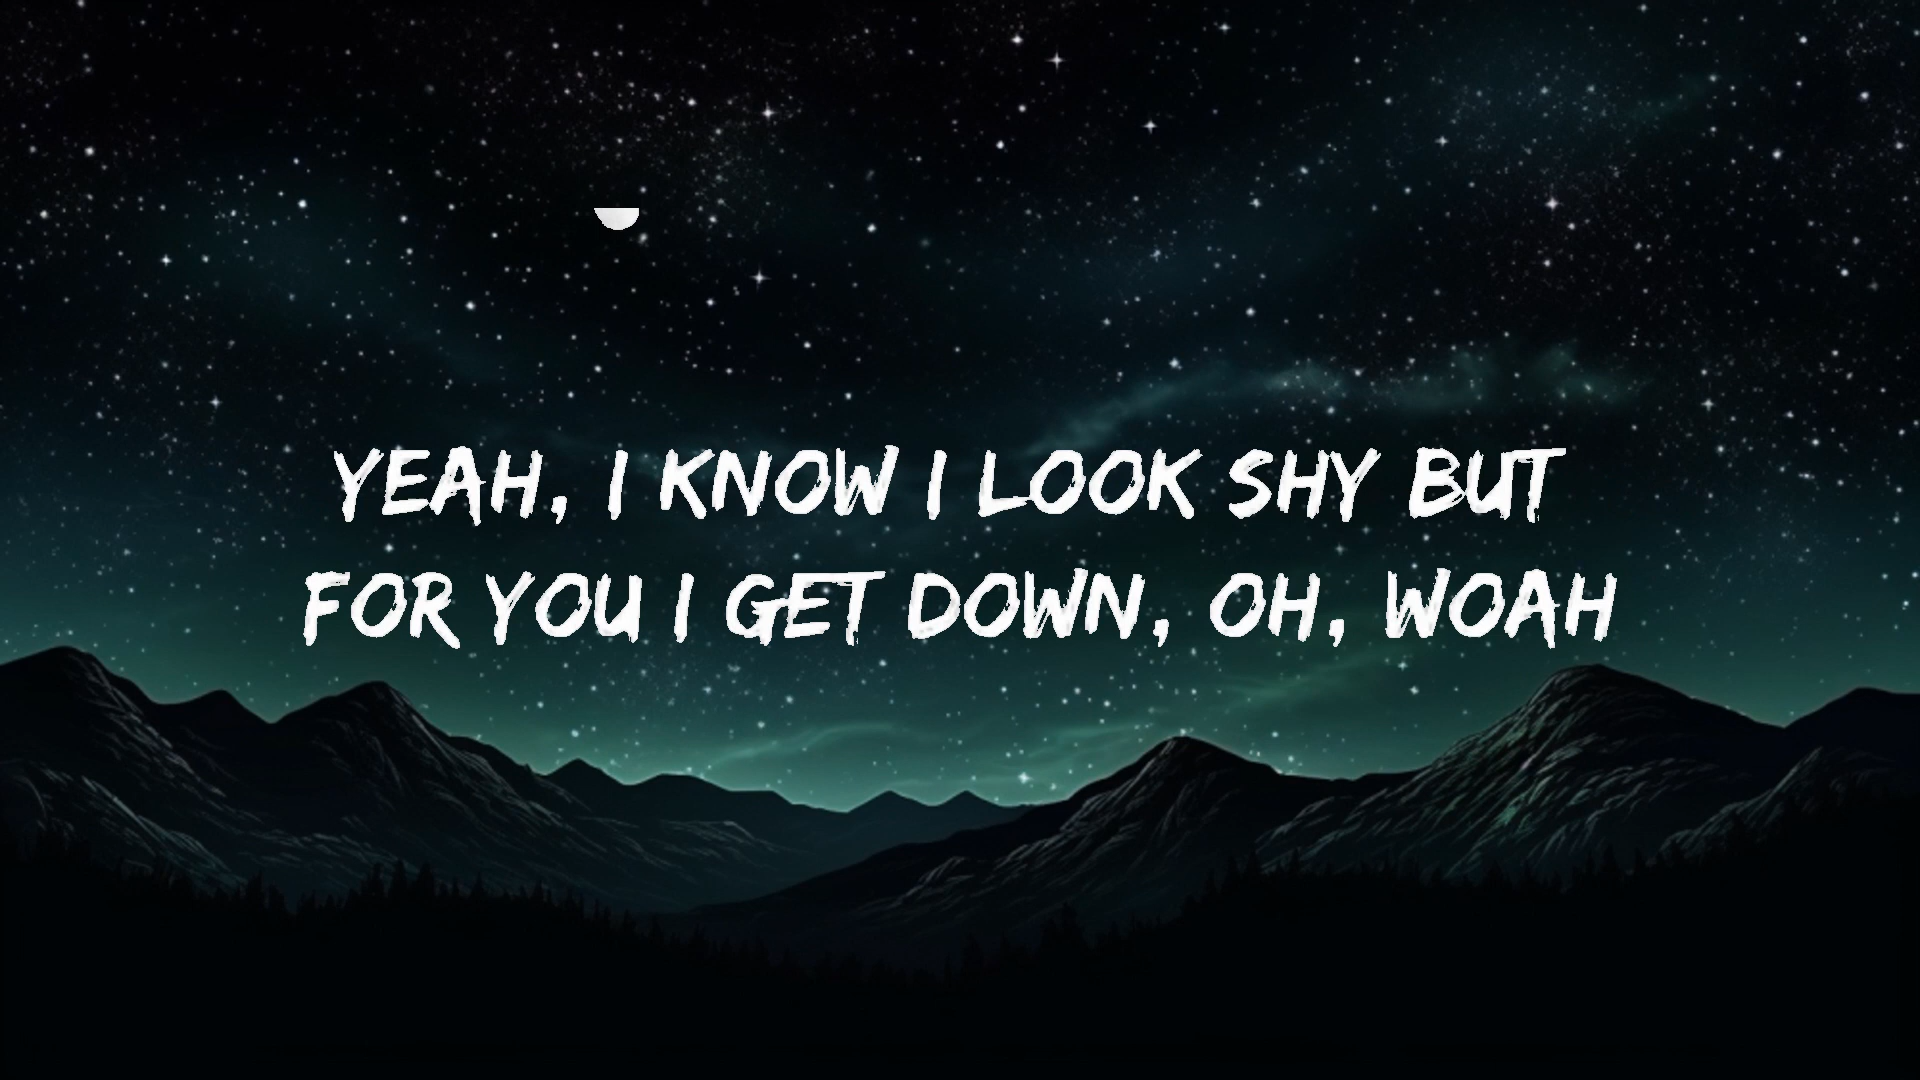 YEAH, I KNOW I LOOK SHY BUT
FOR YOU I GET DOWN, OH, WOAH